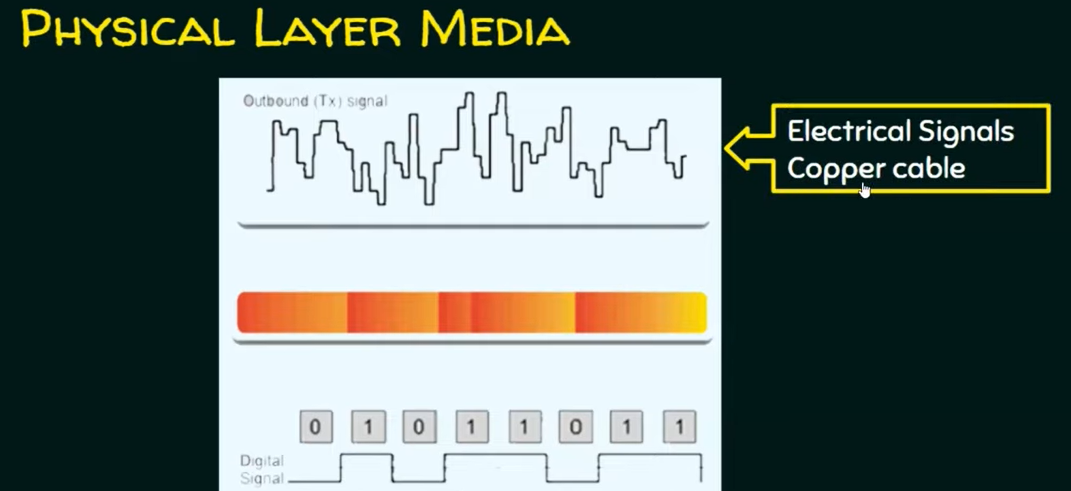 PHYSICAL LAYER MEDIA
Outbound (Tx) signal
Electrical Signals
Copper cable
0 1 0 1 1 0 1 1
Digital
Signal